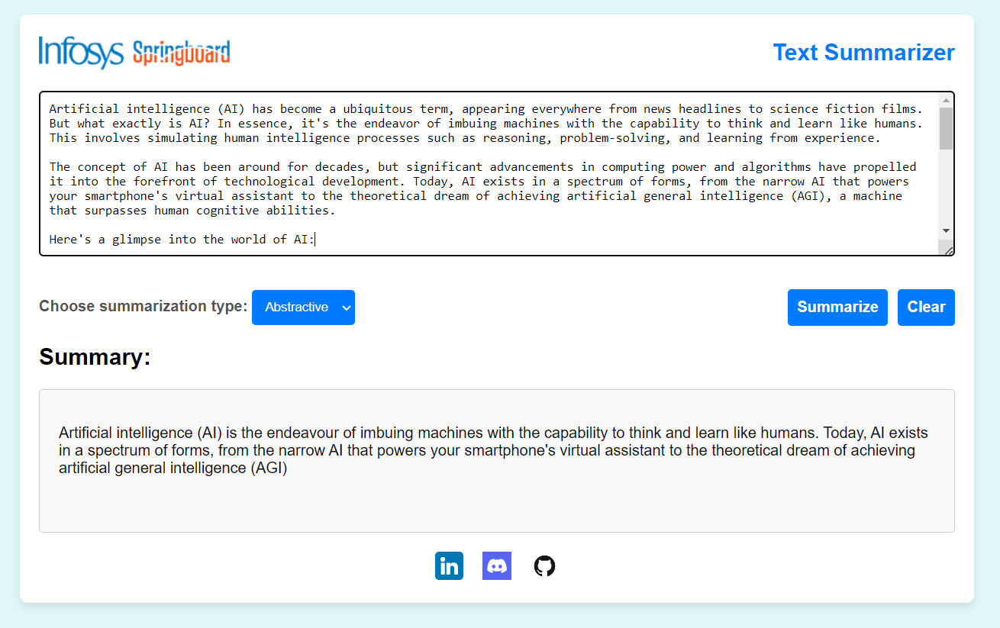 Infosys Springboard
Text Summarizer
Artificial intelligence (AI) has become a ubiquitous term, appearing everywhere from news headlines to science fiction films.
But what exactly is AI? In essence, it's the endeavor of imbuing machines with the capability to think and learn like humans.
This involves simulating human intelligence processes such as reasoning, problem-solving, and learning from experience.
The concept of AI has been around for decades, but significant advancements in computing power and algorithms have propelled
it into the forefront of technological development. Today, AI exists in a spectrum of forms, from the narrow AI that powers
your smartphone's virtual assistant to the theoretical dream of achieving artificial general intelligence (AGI), a machine
that surpasses human cognitive abilities.
Here's a glimpse into the world of AI:
Choose summarization type:
Abstractive
Summarize
Clear
Summary:
Artificial intelligence (AI) is the endeavour of imbuing machines with the capability to think and learn like humans. Today, AI exists
in a spectrum of forms, from the narrow AI that powers your smartphone's virtual assistant to the theoretical dream of achieving
artificial general intelligence (AGI)
in